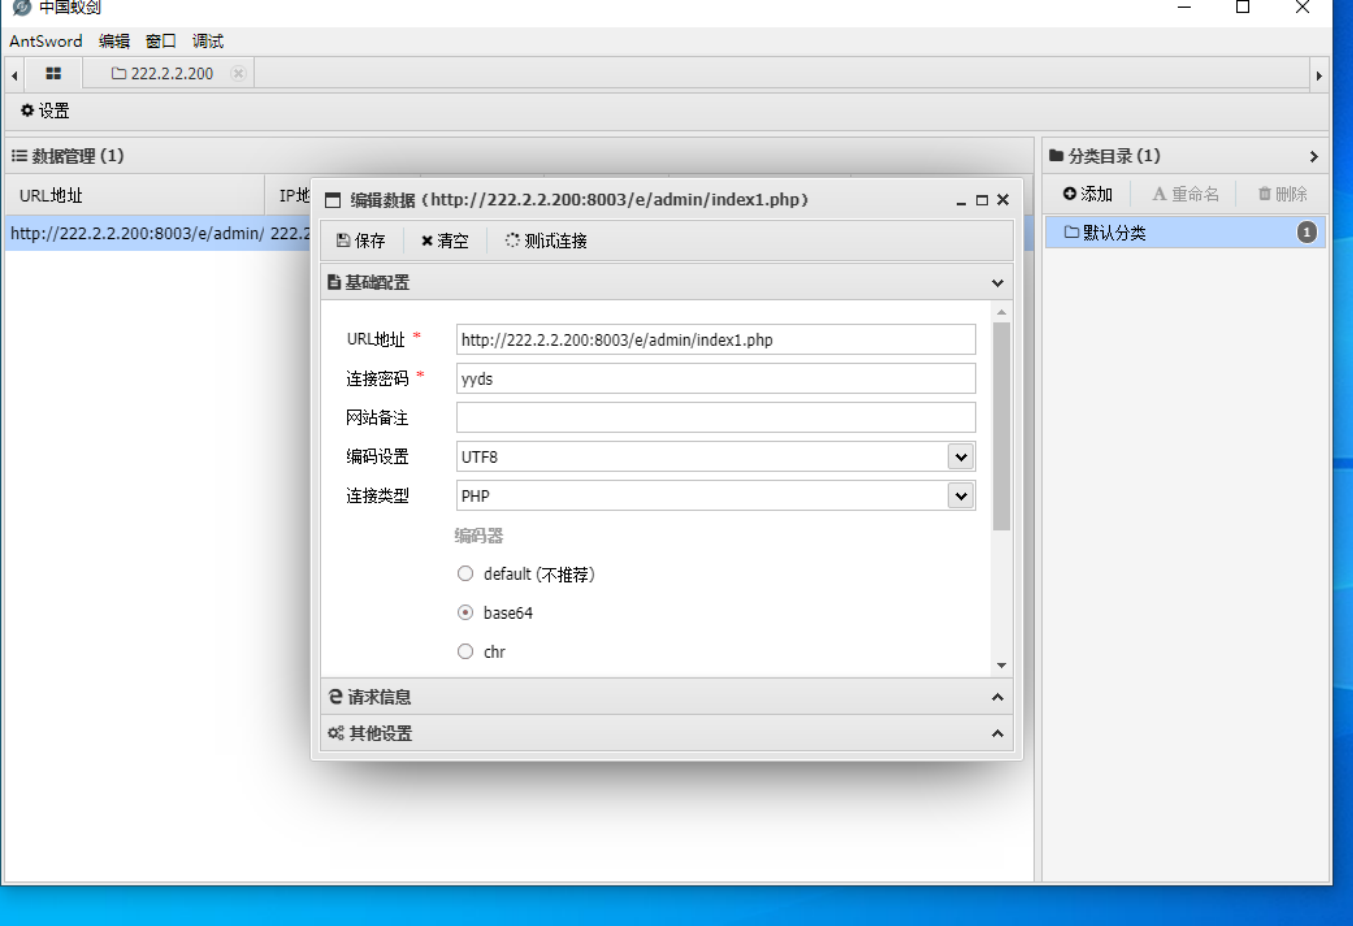 中国蚁剑
AntSword 编辑 窗口 调试
222.2.2.200
设置
数据管理 (1)
分类目录 (1)
URL地址 IP地
添加 重命名 删除
http://222.2.2.200:8003/e/admin/ 222.2
默认分类 1
编辑数据 (http://222.2.2.200:8003/e/admin/index1.php)
保存 清空 测试连接
基础配置
URL地址 * http://222.2.2.200:8003/e/admin/index1.php
连接密码 * yyds
网站备注
编码设置 UTF8
连接类型 PHP
编码器
default (不推荐)
base64
chr
请求信息
其他设置